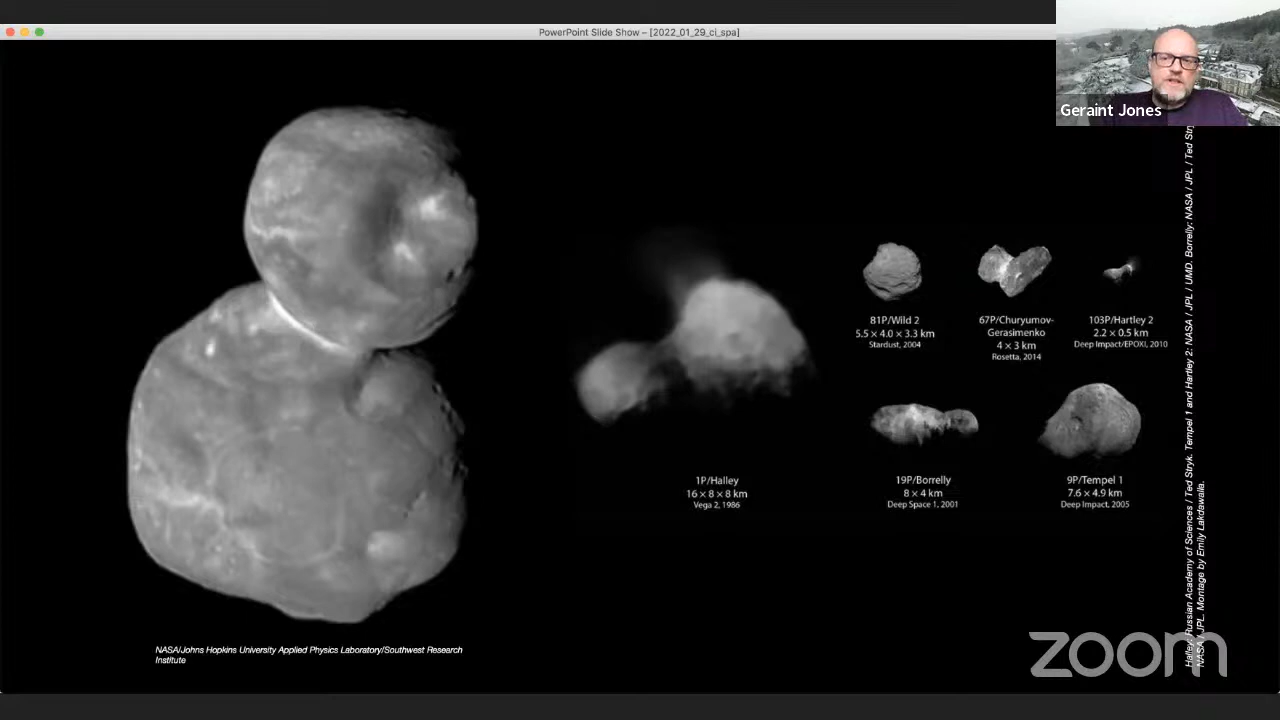 PowerPoint Slide Show – [2022_01_29_ci_spa]
Geraint Jones
81P/Wild 2
5.5 × 4.0 × 3.3 km
Stardust, 2004
67P/Churyumov-
Gerasimenko
4 × 3 km
Rosetta, 2014
103P/Hartley 2
2.2 × 0.5 km
Deep Impact/EPOXI, 2010
1P/Halley
16 × 8 × 8 km
Vega 2, 1986
19P/Borrelly
8 × 4 km
Deep Space 1, 2001
9P/Tempel 1
7.6 × 4.9 km
Deep Impact, 2005
NASA/Johns Hopkins University Applied Physics Laboratory/Southwest Research
Institute
Halley: Russian Academy of Sciences / Ted Stryk. Tempel 1 and Hartley 2: NASA / JPL / UMD. Borrelly: NASA / JPL / Ted
NASA / JPL. Montage by Emily Lakdawalla.
zoom